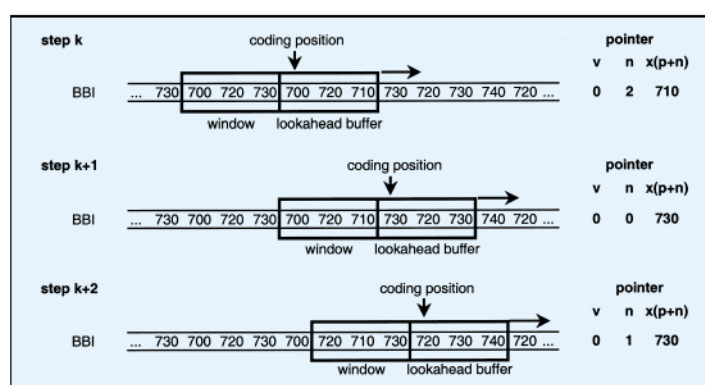 step k coding position pointer
v n x(p+n)
BBI ... 730 700 720 730 700 720 710 730 720 730 740 720 ... 0 2 710
window lookahead buffer
step k+1 coding position pointer
v n x(p+n)
BBI ... 730 700 720 730 700 720 710 730 720 730 740 720 ... 0 0 730
window lookahead buffer
step k+2 coding position pointer
v n x(p+n)
BBI ... 730 700 720 730 700 720 710 730 720 730 740 720 ... 0 1 730
window lookahead buffer